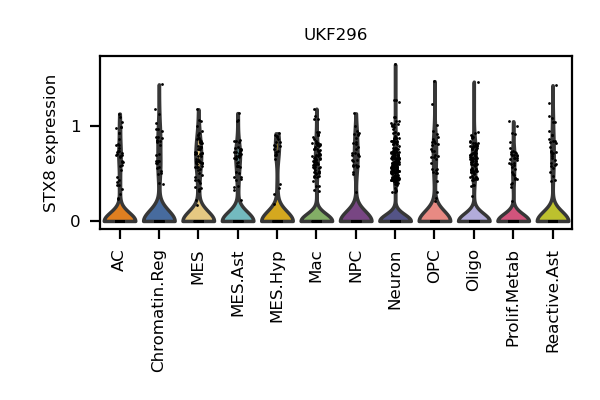 UKF296
STX8 expression
1
0
AC
Chromatin.Reg
MES
MES.Ast
MES.Hyp
Mac
NPC
Neuron
OPC
Oligo
Prolif.Metab
Reactive.Ast